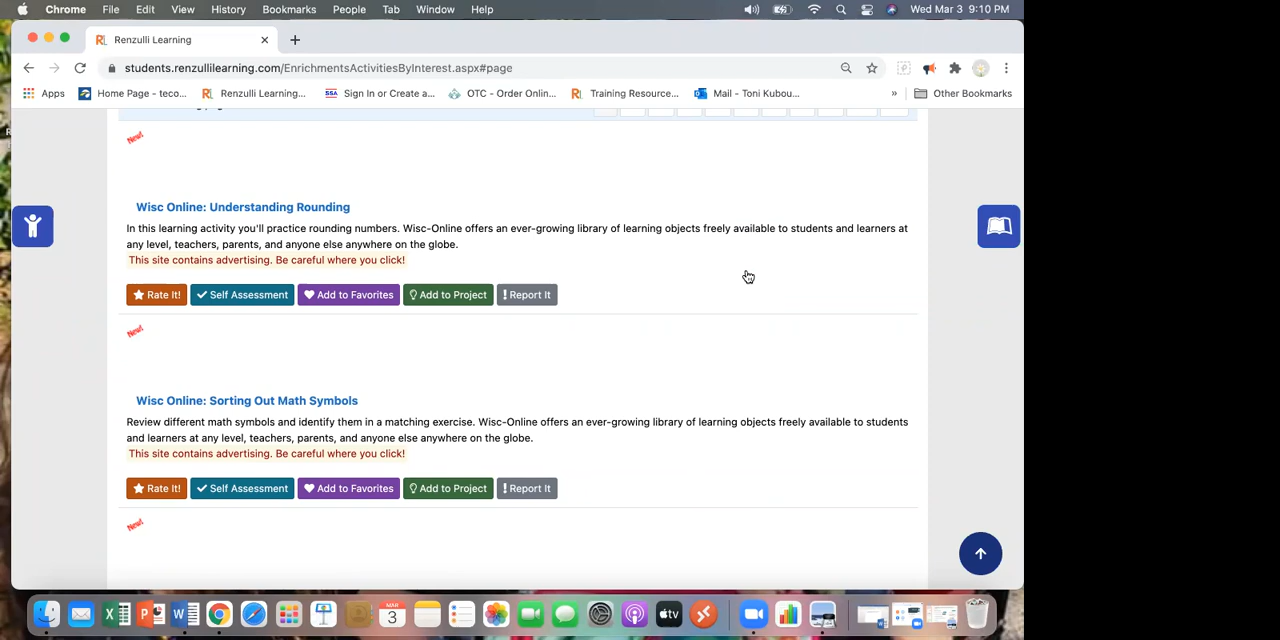 Chrome File Edit View History Bookmarks People Tab Window Help Wed Mar 3 9:10 PM
Renzulli Learning
students.renzullilearning.com/EnrichmentsActivitiesByInterest.aspx#page
Apps Home Page - teco... Renzulli Learning... SSA Sign In or Create a... OTC - Order Onlin... Training Resource... Mail - Toni Kubou... » Other Bookmarks
New!
Wisc Online: Understanding Rounding
In this learning activity you'll practice rounding numbers. Wisc-Online offers an ever-growing library of learning objects freely available to students and learners at
any level, teachers, parents, and anyone else anywhere on the globe.
This site contains advertising. Be careful where you click!
Rate It! Self Assessment Add to Favorites Add to Project Report It
New!
Wisc Online: Sorting Out Math Symbols
Review different math symbols and identify them in a matching exercise. Wisc-Online offers an ever-growing library of learning objects freely available to students
and learners at any level, teachers, parents, and anyone else anywhere on the globe.
This site contains advertising. Be careful where you click!
Rate It! Self Assessment Add to Favorites Add to Project Report It
New!
MAR
3
tv